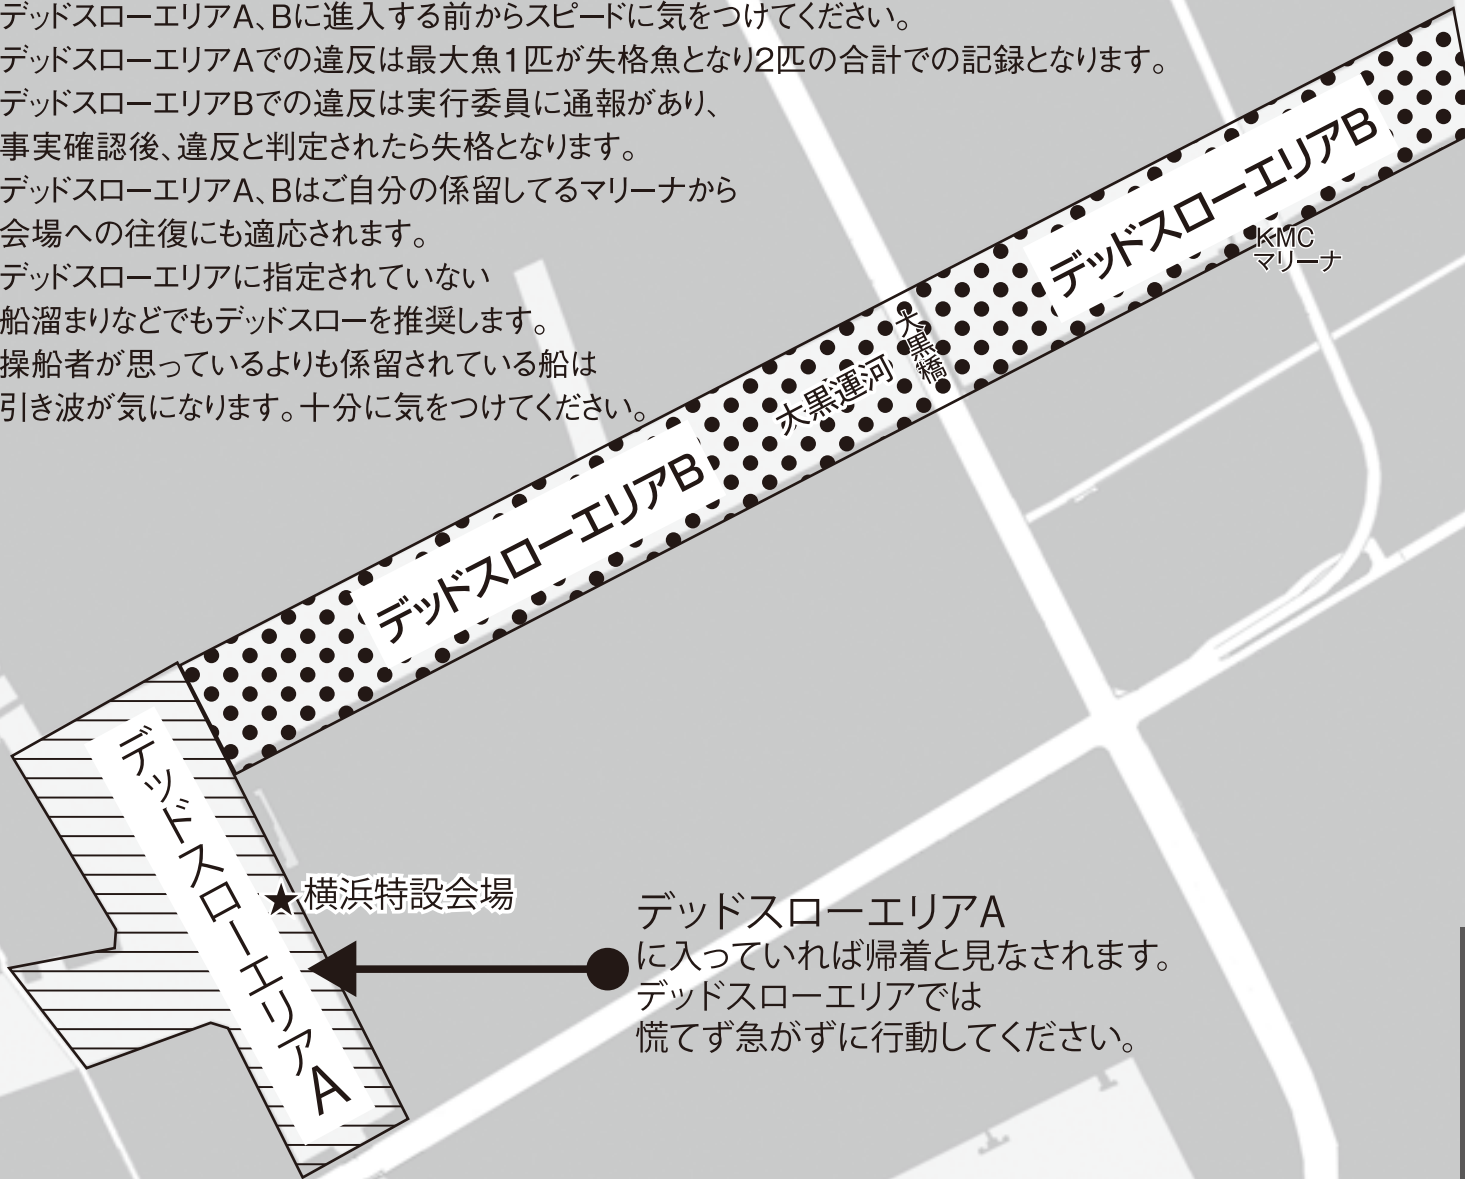 デッドスローエリアA、Bに進入する前からスピードに気をつけてください。
デッドスローエリアAでの違反は最大魚1匹が失格魚となり2匹の合計での記録となります。
デッドスローエリアBでの違反は実行委員に通報があり、
事実確認後、違反と判定されたら失格となります。
デッドスローエリアA、Bはご自分の係留してるマリーナから
会場への往復にも適応されます。
デッドスローエリアに指定されていない
船溜まりなどでもデッドスローを推奨します。
操船者が思っているよりも係留されている船は
引き波が気になります。十分に気をつけてください。
デッドスローエリアB
KMC
マリーナ
大黒橋
大黒運河
デッドスローエリアB
デッドスローエリアA
★横浜特設会場
デッドスローエリアA
に入っていれば帰着と見なされます。
デッドスローエリアでは
慌てず急がずに行動してください。